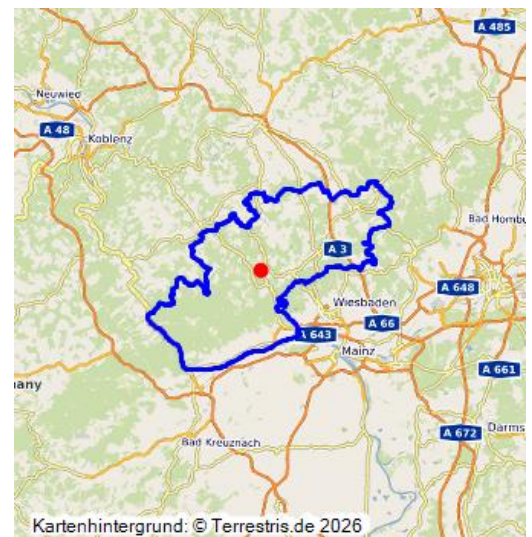 A 485
Neuwied
A 48
Koblenz
Bad Hombu
A 3
A 648
Wiesbaden
A 643
A 66
Mainz
A 661
many
Darms
A 672
Bad Kreuznach
Kartenhintergrund: © Terrestris.de 2026